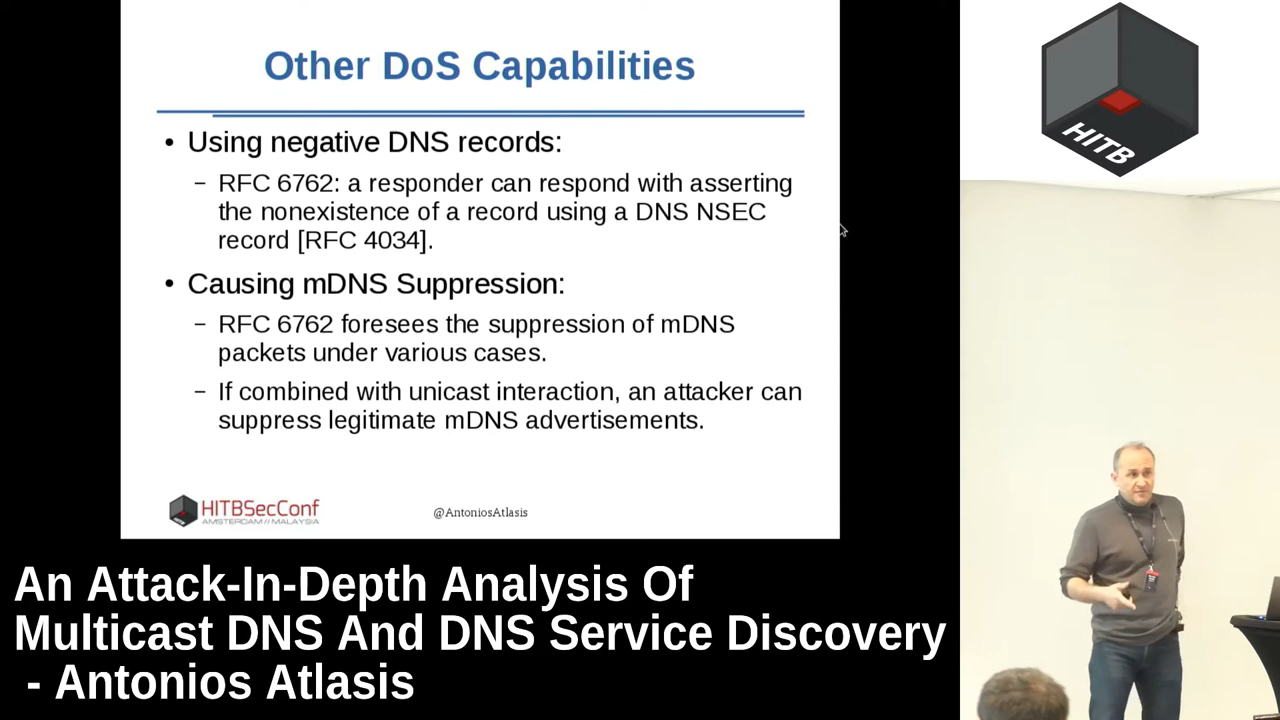 Other DoS Capabilities
• Using negative DNS records:
– RFC 6762: a responder can respond with asserting
the nonexistence of a record using a DNS NSEC
record [RFC 4034].
• Causing mDNS Suppression:
– RFC 6762 foresees the suppression of mDNS
packets under various cases.
– If combined with unicast interaction, an attacker can
suppress legitimate mDNS advertisements.
HITBSecConf
AMSTERDAM // MALAYSIA
@AntoniosAtlasis
HITB
An Attack-In-Depth Analysis Of
Multicast DNS And DNS Service Discovery
- Antonios Atlasis